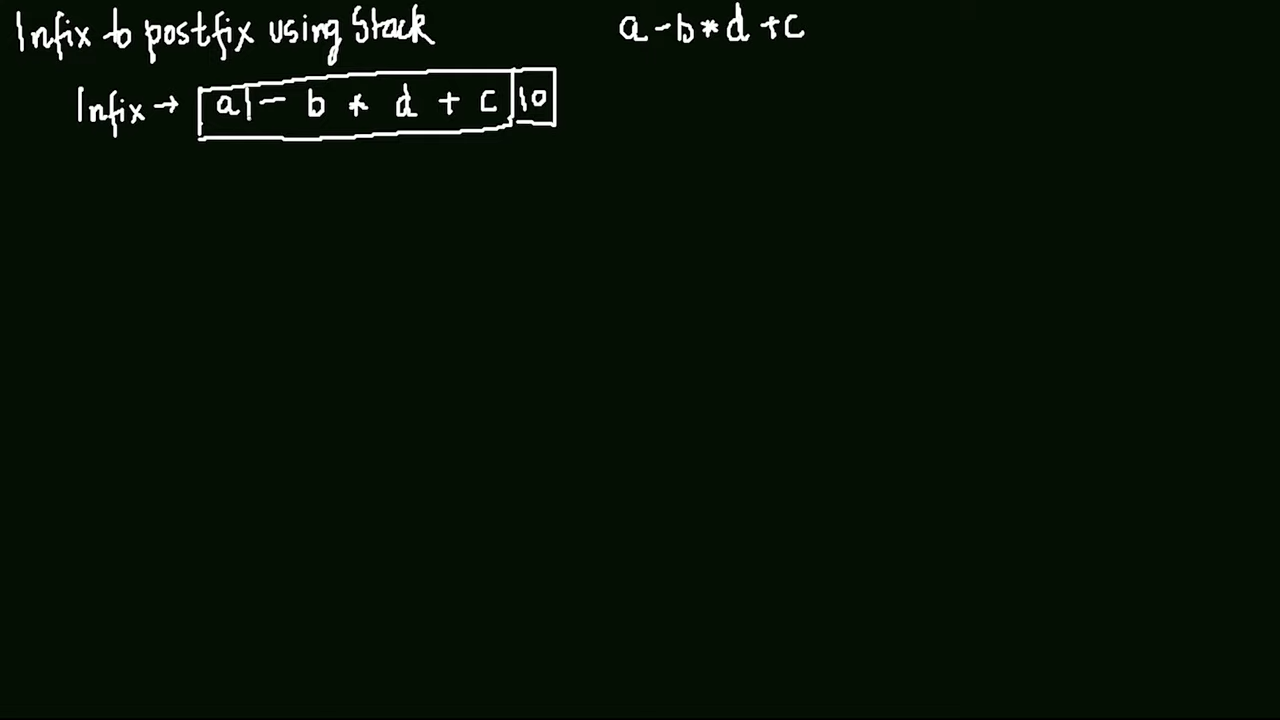 Infix to postfix using Stack
a-b*d+c
Infix → a|- b * d + c \0